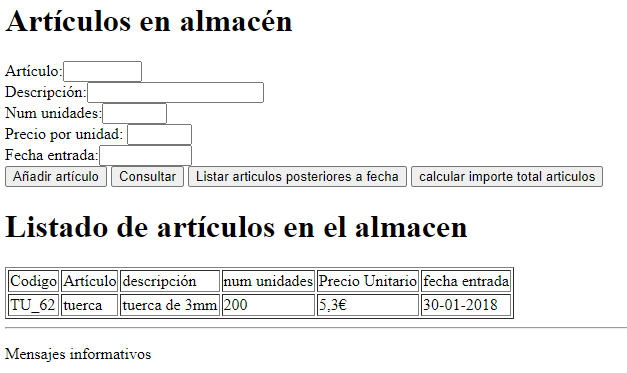 Artículos en almacén
Artículo:
Descripción:
Num unidades:
Precio por unidad:
Fecha entrada:
Añadir artículo Consultar Listar articulos posteriores a fecha calcular importe total articulos
Listado de artículos en el almacen
Codigo Artículo descripción num unidades Precio Unitario fecha entrada
TU_62 tuerca tuerca de 3mm 200 5,3€ 30-01-2018
Mensajes informativos